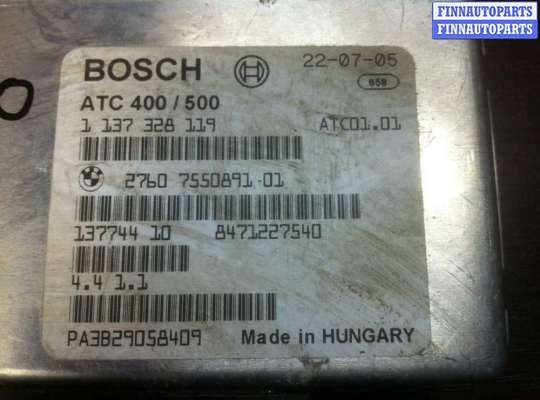 FINNAUTOPARTS
FINNAUTOPARTS
BOSCH
22-07-05
658
ATC 400 / 500
1 137 328 119
ATC01.01
2760 7550891.01
137744 10 8471227540
4.4 1.1
PA3B29058409
Made in HUNGARY